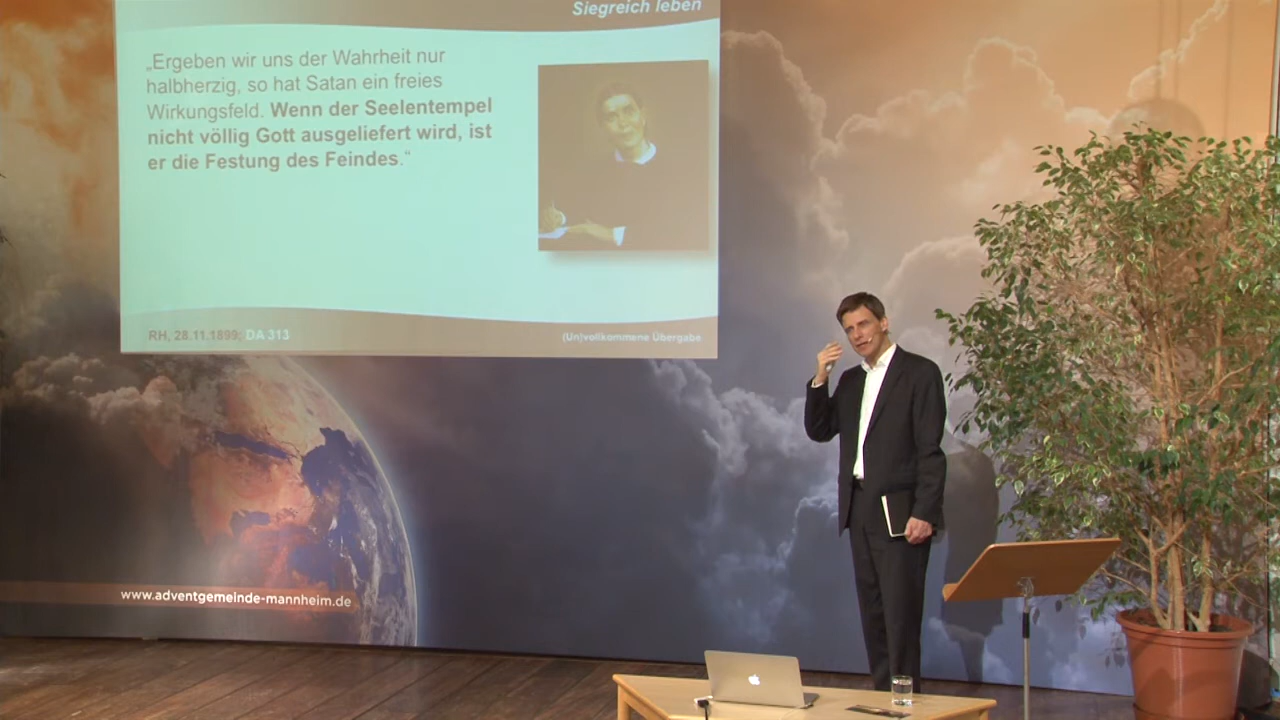 Siegreich leben
„Ergeben wir uns der Wahrheit nur
halbherzig, so hat Satan ein freies
Wirkungsfeld. Wenn der Seelentempel
nicht völlig Gott ausgeliefert wird, ist
er die Festung des Feindes.“
RH, 28.11.1899; DA 313
(Un)vollkommene Übergabe
www.adventgemeinde-mannheim.de